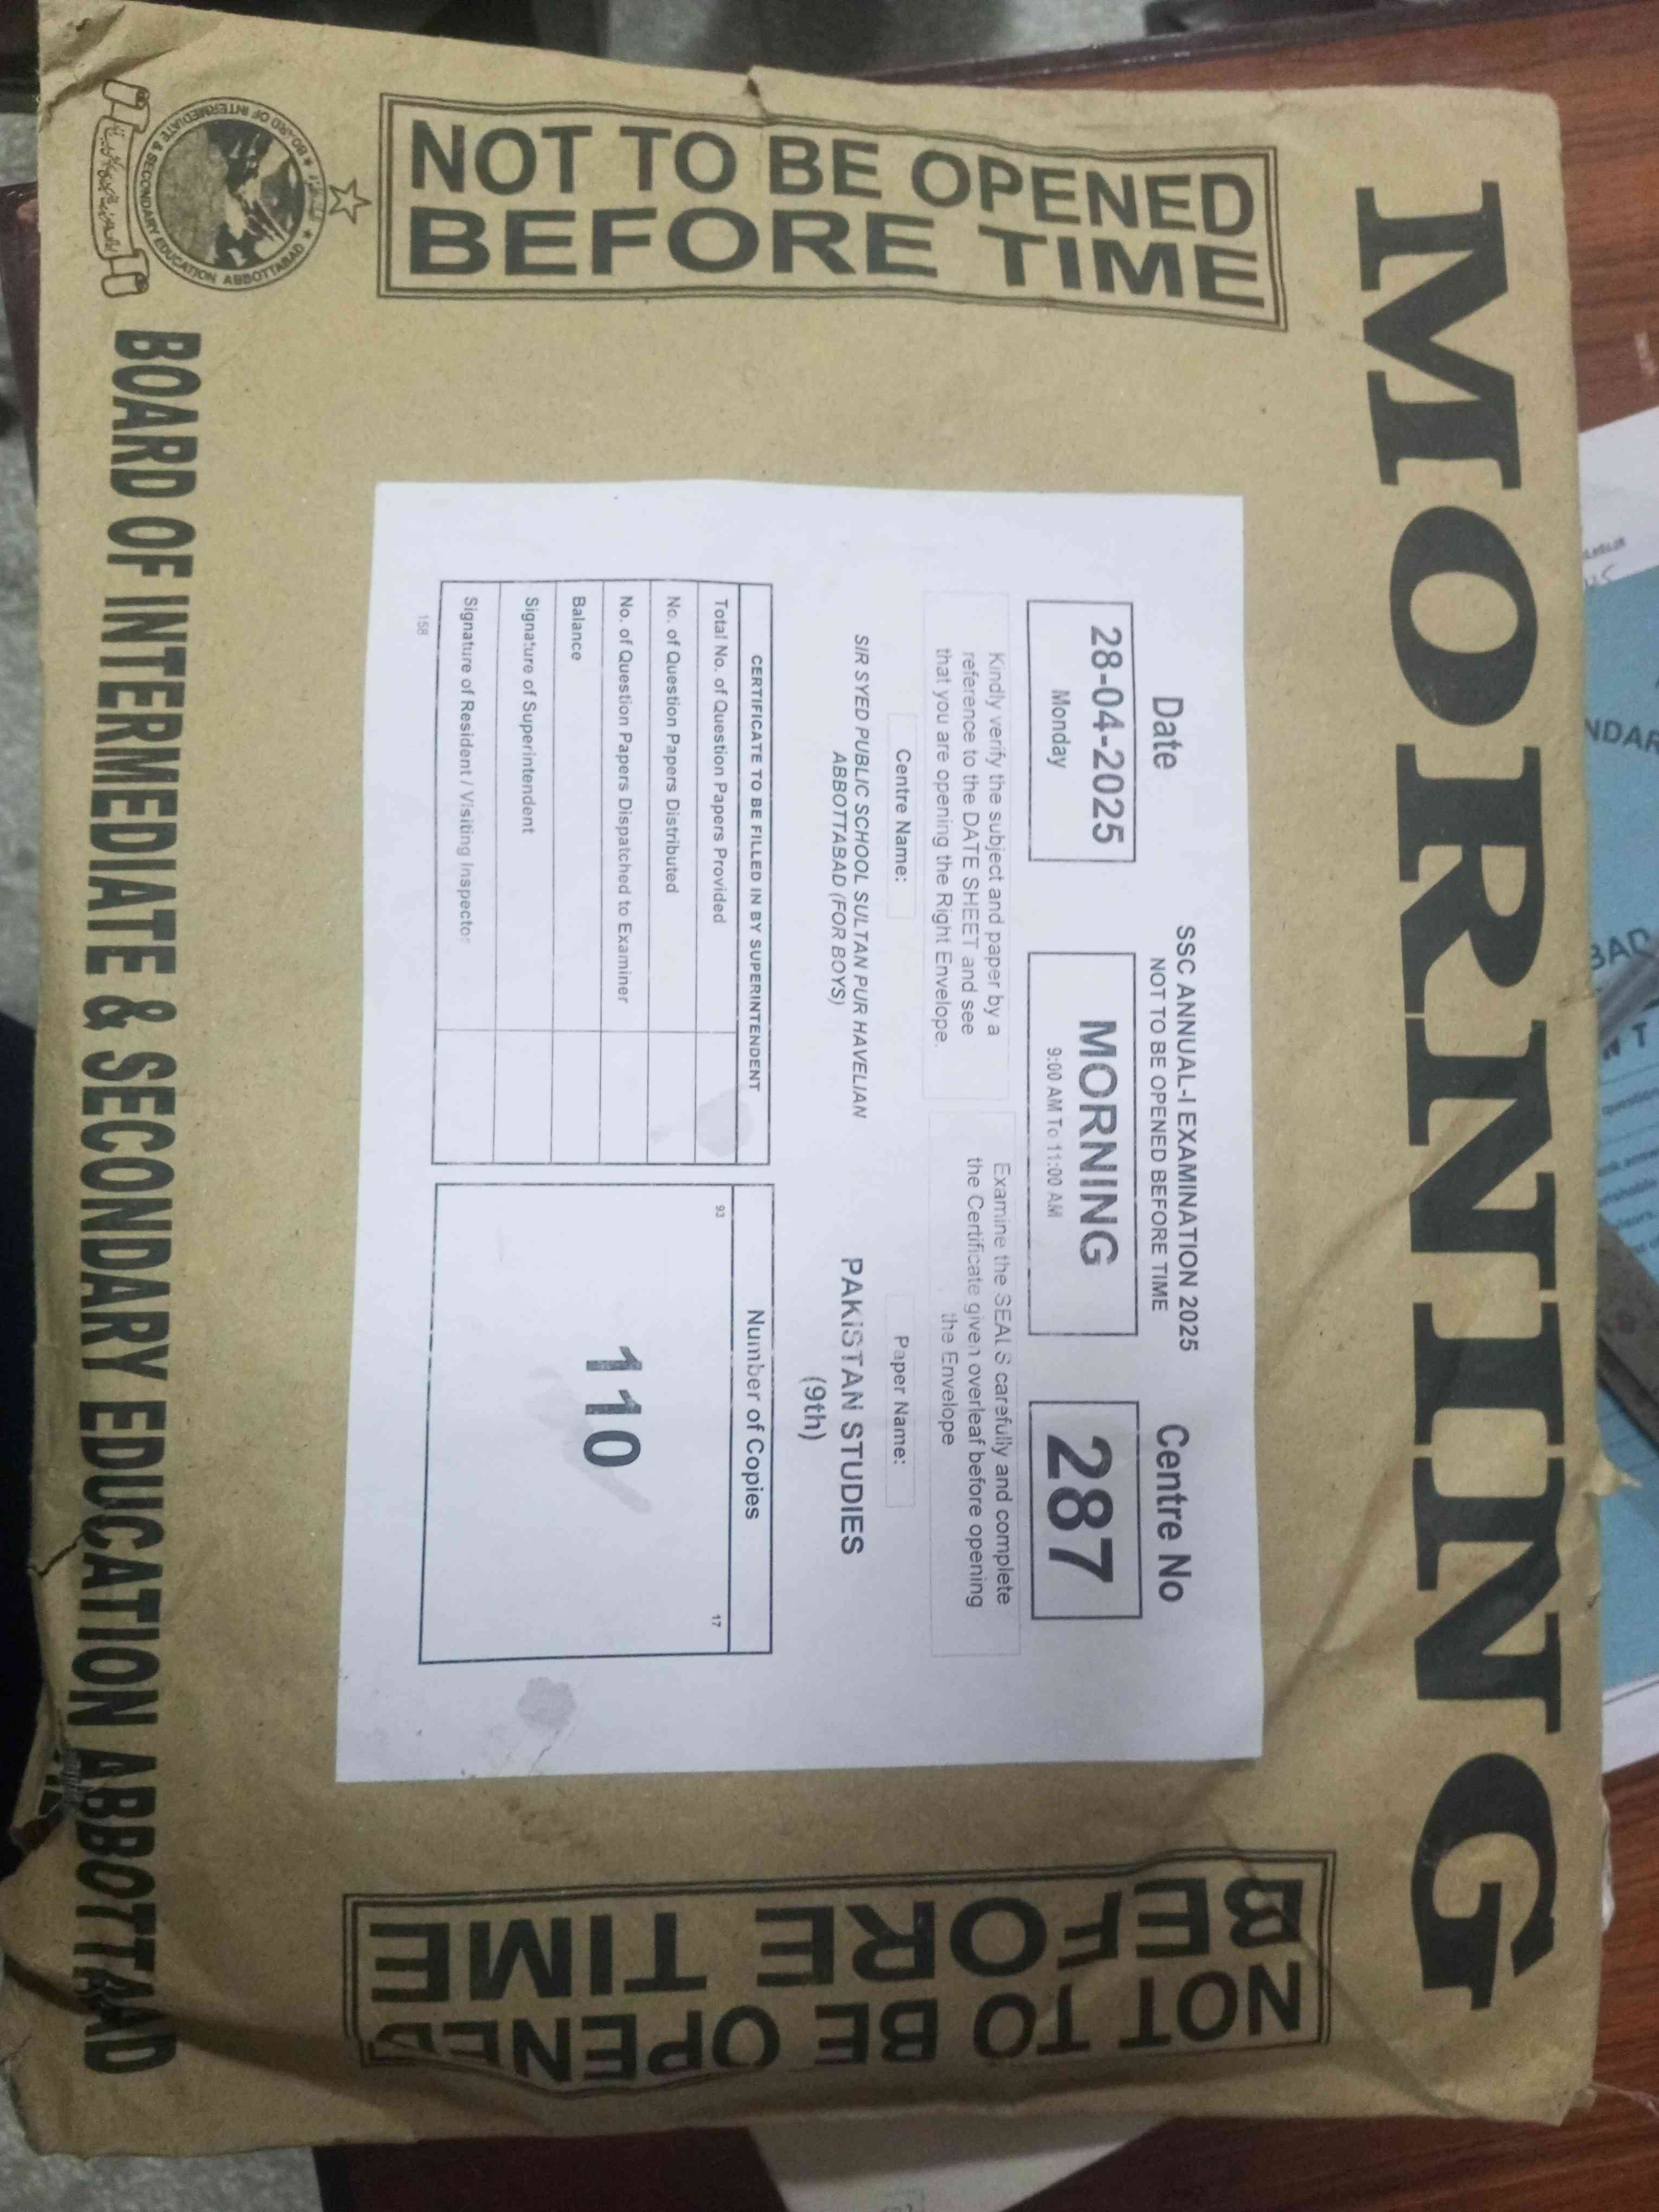 MORNING
NOT TO BE OPENED
BEFORE TIME
Date
SSC ANNUAL-I EXAMINATION 2025
NOT TO BE OPENED BEFORE TIME
Centre No
28-04-2025
Monday
MORNING
9:00 AM To 11:00 AM
287
Kindly verify the subject and paper by a
reference to the DATE SHEET and see
that you are opening the Right Envelope.
Examine the SEALS carefully and complete
the Certificate given overleaf before opening
the Envelope
Centre Name:
Paper Name:
SIR SYED PUBLIC SCHOOL SULTAN PUR HAVELIAN
ABBOTTABAD (FOR BOYS)
PAKISTAN STUDIES
(9th)
CERTIFICATE TO BE FILLED IN BY SUPERINTENDENT
Total No. of Question Papers Provided
No. of Question Papers Distributed
No. of Question Papers Dispatched to Examiner
Balance
Signature of Superintendent
Signature of Resident / Visiting Inspector
158
Number of Copies
93
17
110
NOT TO BE OPENED
BEFORE TIME
BOARD OF INTERMEDIATE & SECONDARY EDUCATION ABBOTTAAD
BOARD OF INTERMEDIATE & SECONDARY EDUCATION ABBOTTABAD